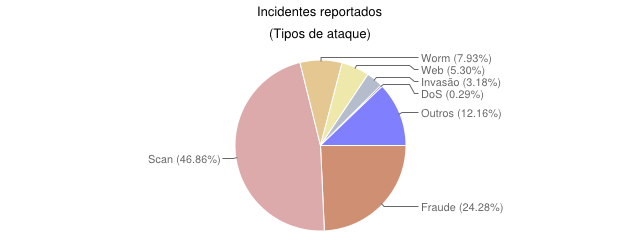 Incidentes reportados
(Tipos de ataque)
Worm (7.93%)
Web (5.30%)
Invasão (3.18%)
DoS (0.29%)
Outros (12.16%)
Scan (46.86%)
Fraude (24.28%)